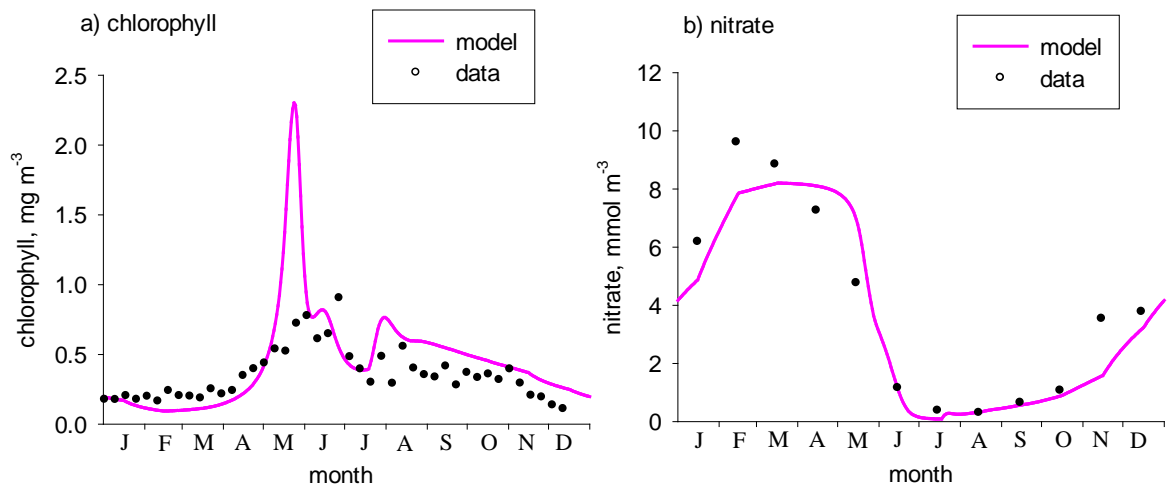 a) chlorophyll
model
data
2.5
2.0
1.5
1.0
0.5
0.0
chlorophyll, mg m-3
J F M A M J J A S O N D
month
b) nitrate
model
data
12
10
8
6
4
2
0
nitrate, mmol m-3
J F M A M J J A S O N D
month